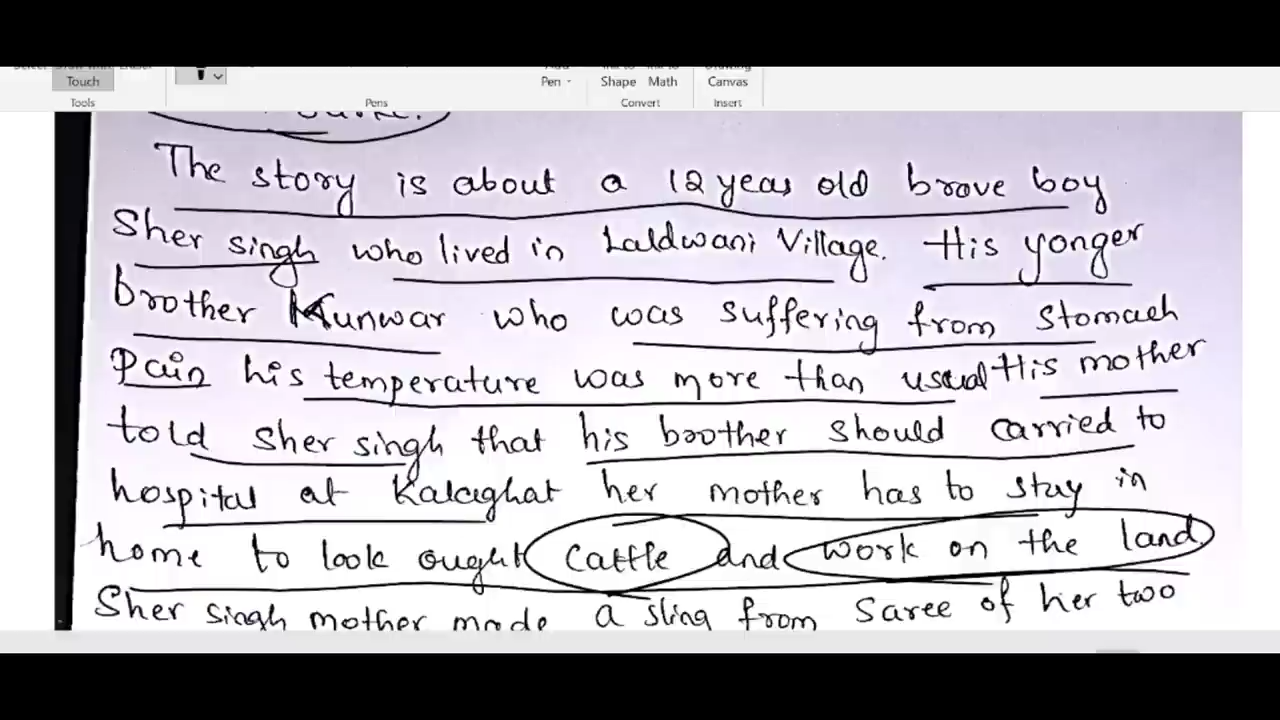 Touch
Pen
Shape Math
Canvas
Tools
Pens
Convert
Insert
The story is about a 12 yeas old brave boy
Sher singh who lived in Laldwani Village. His yonger
brother Kunwar who was suffering from stomach
Pain his temperature was more than usual His mother
told Sher singh that his brother should carried to
hospital at Kalaghat her mother has to stay in
home to look ought Cattle and work on the land
Sher singh mother made a sling from Saree of her two